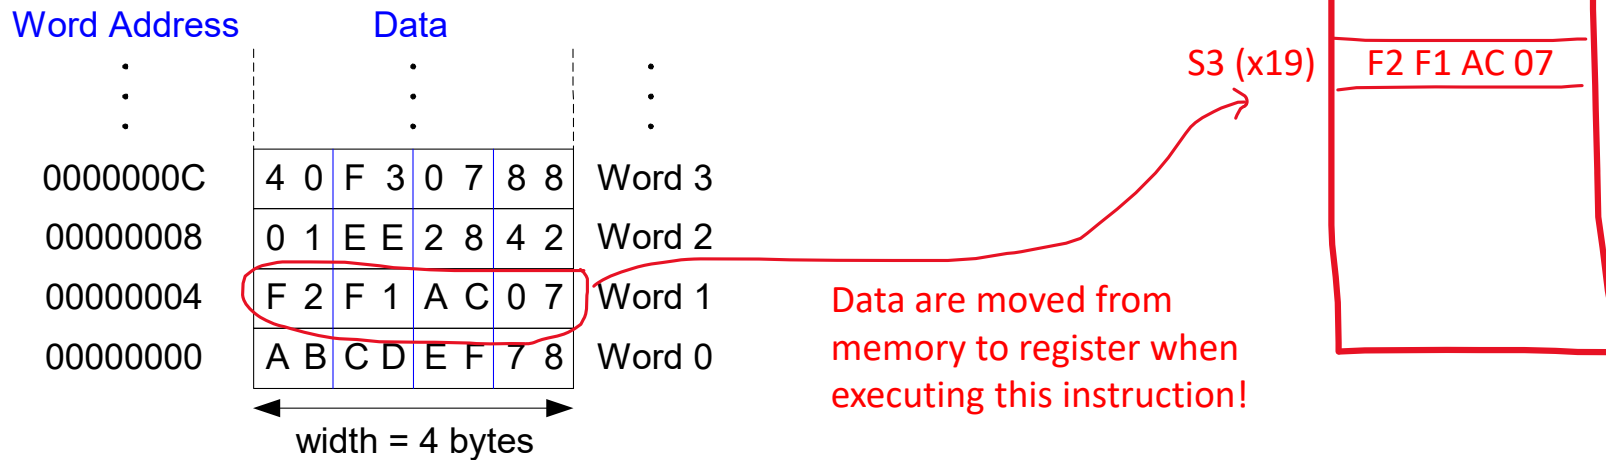 Word Address Data
S3 (x19) F2 F1 AC 07
0000000C 4 0 F 3 0 7 8 8 Word 3
00000008 0 1 E E 2 8 4 2 Word 2
00000004 F 2 F 1 A C 0 7 Word 1
00000000 A B C D E F 7 8 Word 0
width = 4 bytes
Data are moved from
memory to register when
executing this instruction!